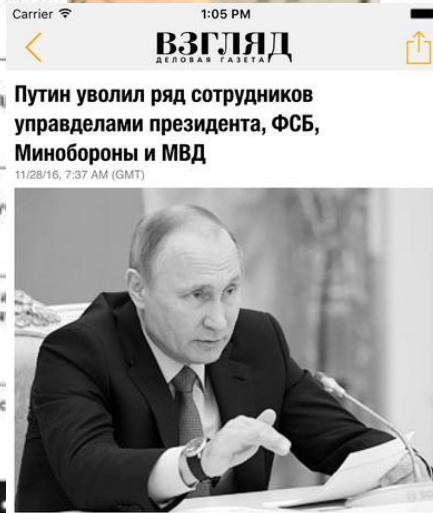 Carrier 1:05 PM
ВЗГЛЯД
ДЕЛОВАЯ ГАЗЕТА
Путин уволил ряд сотрудников
управделами президента, ФСБ,
Минобороны и МВД
11/28/16, 7:37 AM (GMT)